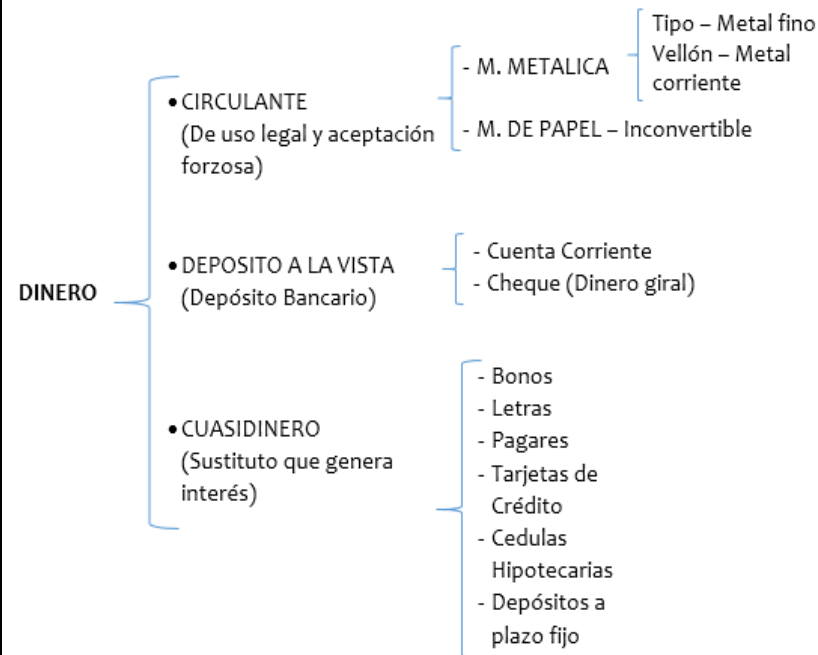 DINERO
• CIRCULANTE
(De uso legal y aceptación
forzosa)
- M. METALICA
Tipo – Metal fino
Vellón – Metal
corriente
- M. DE PAPEL – Inconvertible
• DEPOSITO A LA VISTA
(Depósito Bancario)
- Cuenta Corriente
- Cheque (Dinero giral)
• CUASIDINERO
(Sustituto que genera
interés)
- Bonos
- Letras
- Pagares
- Tarjetas de
Crédito
- Cedulas
Hipotecarias
- Depósitos a
plazo fijo